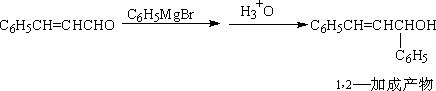 C₆H₅CH=CHCHO C₆H₅MgBr H₃⁺O C₆H₅CH=CHCHOH
C₆H₅
1,2—加成产物